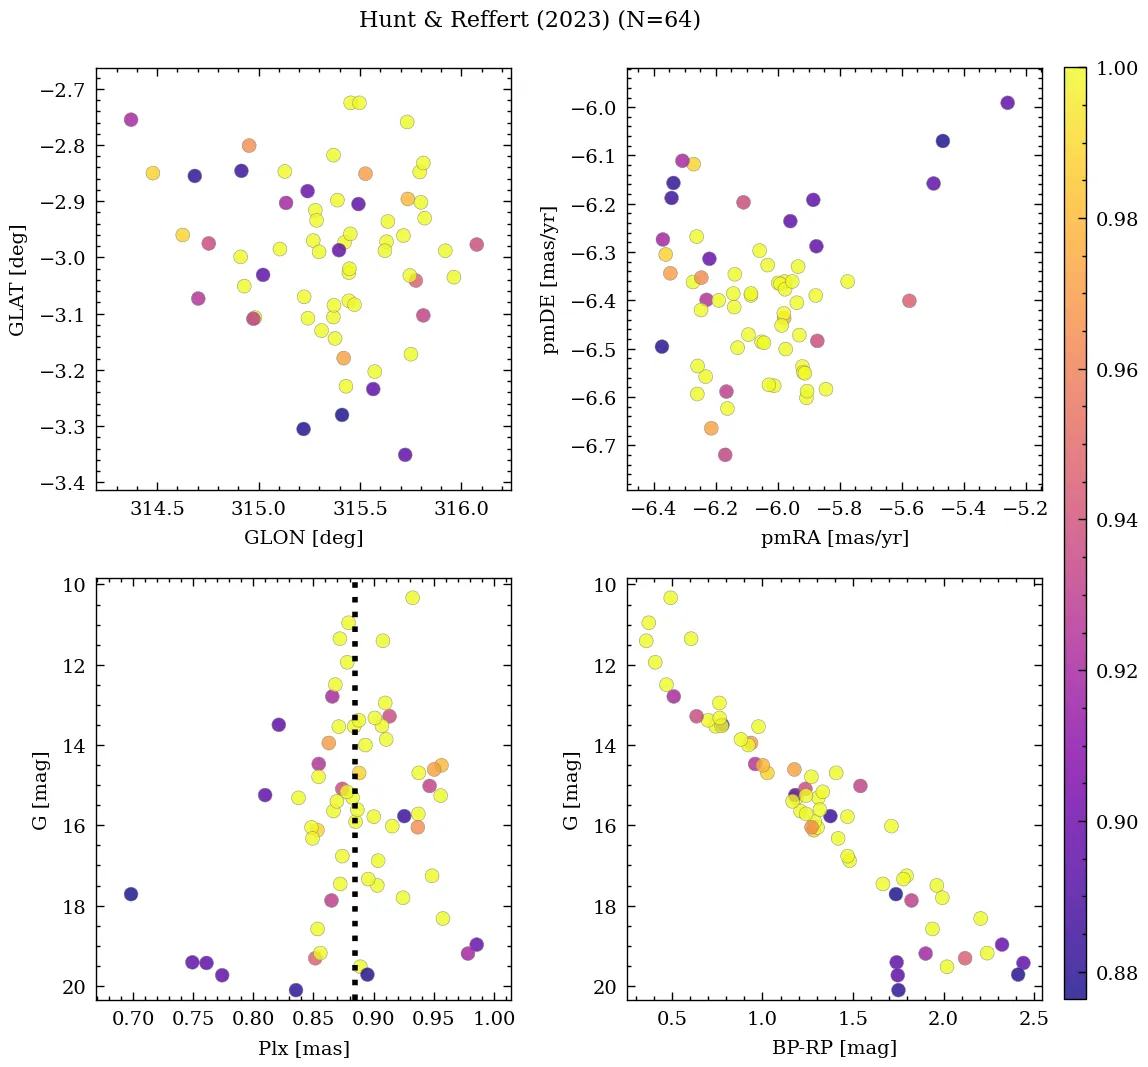 Hunt & Reffert (2023) (N=64)
−2.7
−2.8
−2.9
−3.0
−3.1
−3.2
−3.3
−3.4
GLAT [deg]
314.5 315.0 315.5 316.0
GLON [deg]
−6.0
−6.1
−6.2
−6.3
−6.4
−6.5
−6.6
−6.7
pmDE [mas/yr]
−6.4 −6.2 −6.0 −5.8 −5.6 −5.4 −5.2
pmRA [mas/yr]
1.00
0.98
0.96
0.94
0.92
0.90
0.88
10
12
14
16
18
20
G [mag]
0.70 0.75 0.80 0.85 0.90 0.95 1.00
Plx [mas]
10
12
14
16
18
20
G [mag]
0.5 1.0 1.5 2.0 2.5
BP-RP [mag]